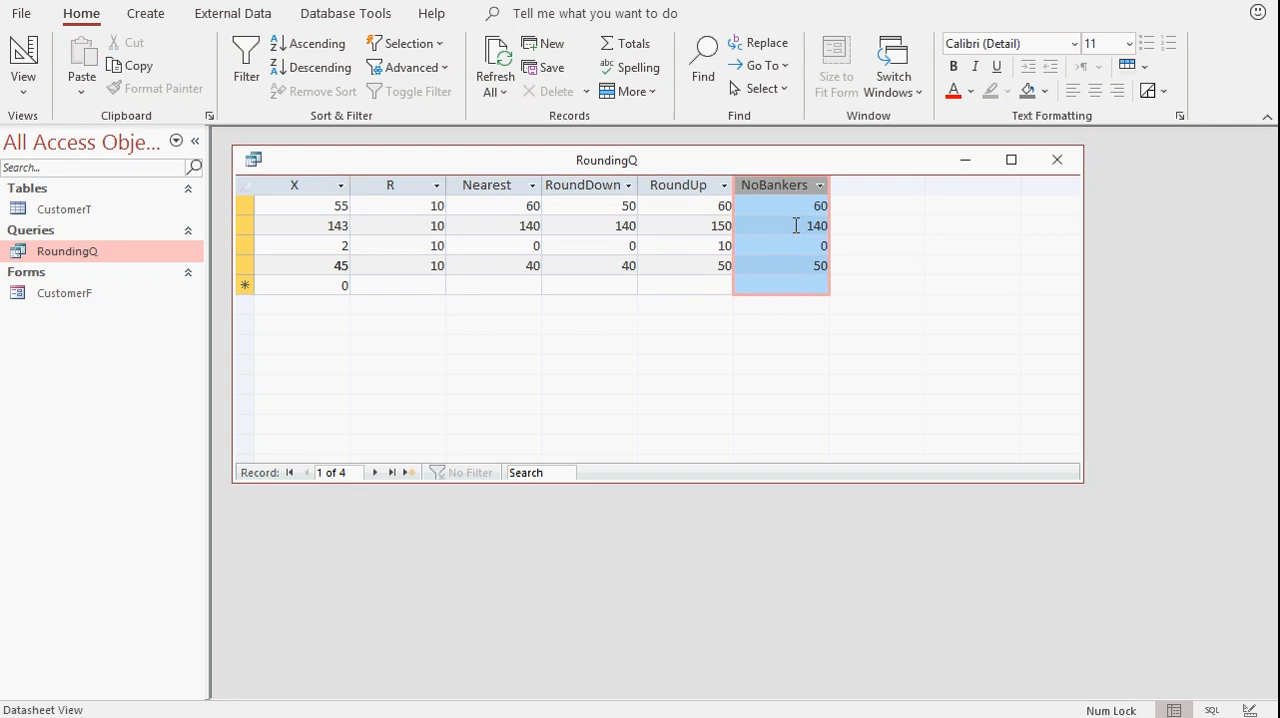 File Home Create External Data Database Tools Help Tell me what you want to do
View
Views
Paste
Cut
Copy
Format Painter
Clipboard
Filter
Ascending
Descending
Remove Sort
Selection
Advanced
Toggle Filter
Sort & Filter
Refresh
All
New
Save
Delete
Totals
Spelling
More
Records
Find
Replace
Go To
Select
Find
Size to
Fit Form
Switch
Windows
Window
Calibri (Detail) 11
B I U
A
Text Formatting
All Access Obje...
Search...
Tables
CustomerT
Queries
RoundingQ
Forms
CustomerF
RoundingQ
X R Nearest RoundDown RoundUp NoBankers
55 10 60 50 60 60
143 10 140 140 150 140
2 10 0 0 10 0
45 10 40 40 50 50
* 0
Record: 1 of 4 No Filter Search
Datasheet View Num Lock SQL